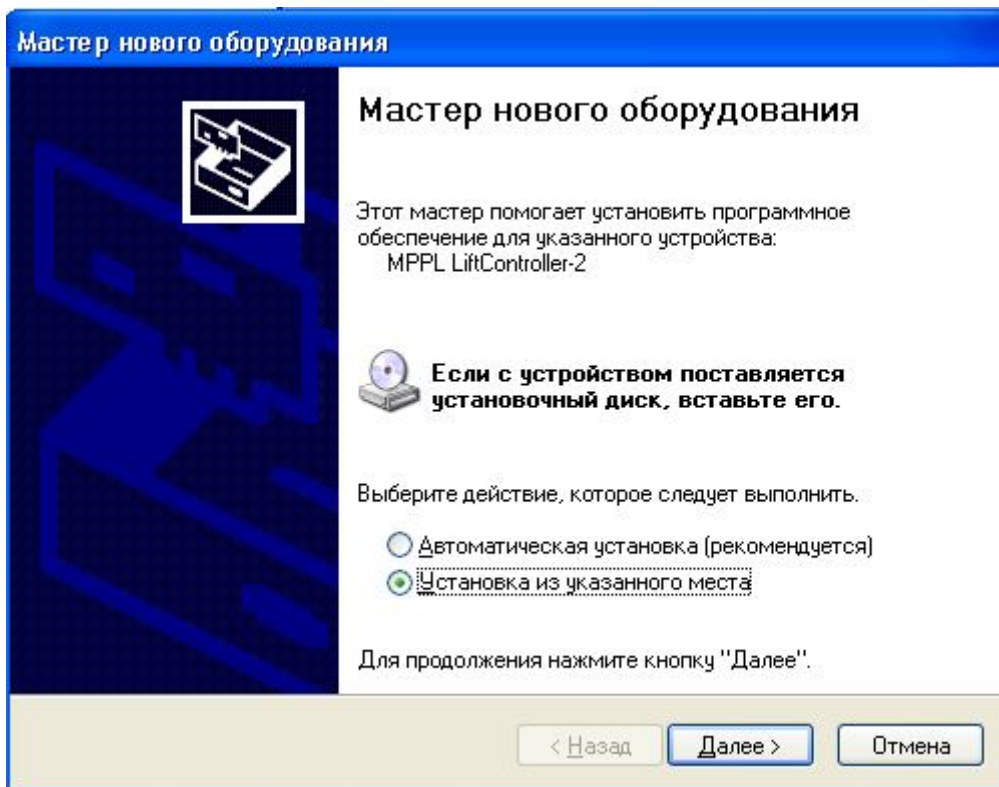 Мастер нового оборудования
Мастер нового оборудования
Этот мастер помогает установить программное
обеспечение для указанного устройства:
MPPL LiftController-2
Если с устройством поставляется
установочный диск, вставьте его.
Выберите действие, которое следует выполнить.
Автоматическая установка (рекомендуется)
Установка из указанного места
Для продолжения нажмите кнопку "Далее".
< Назад
Далее >
Отмена